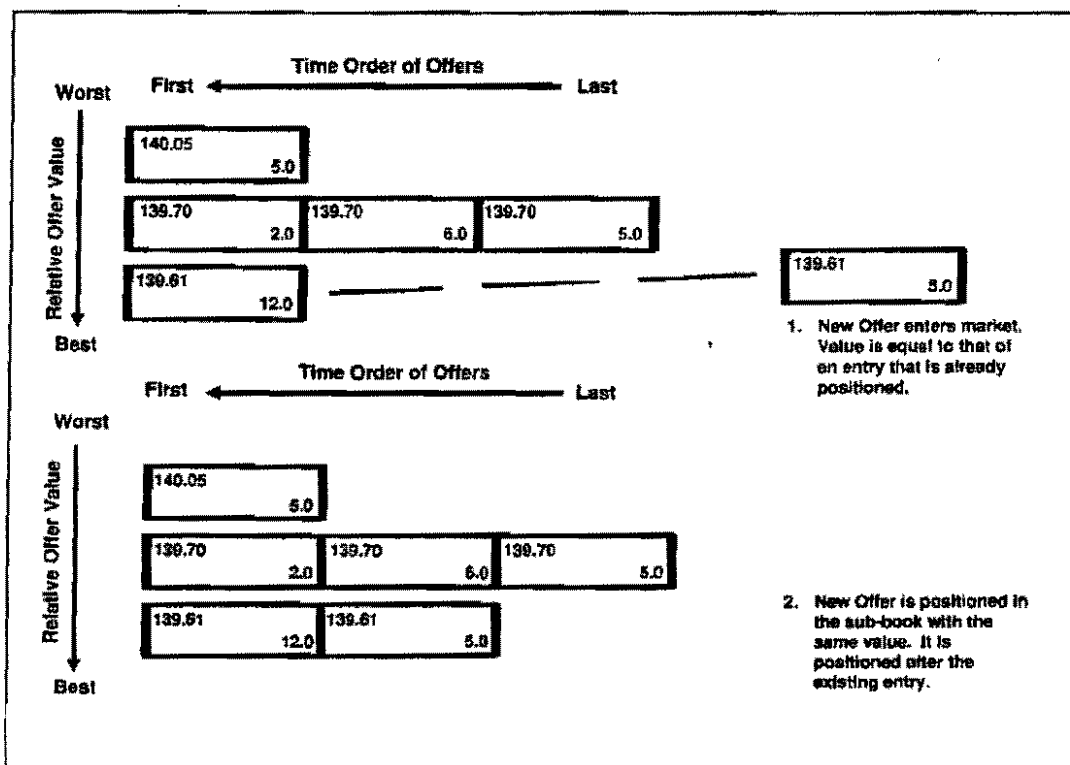 Time Order of Offers
First Last
Worst
Relative Offer Value
140.05
5.0
139.70 139.70 139.70
2.0 6.0 5.0
139.61 139.61
12.0 5.0
Best
1. New Offer enters market.
Value is equal to that of
an entry that is already
positioned.
Time Order of Offers
First Last
Worst
Relative Offer Value
140.05
5.0
139.70 139.70 139.70
2.0 6.0 5.0
139.61 139.61
12.0 5.0
Best
2. New Offer is positioned in
the sub-book with the
same value. It is
positioned after the
existing entry.